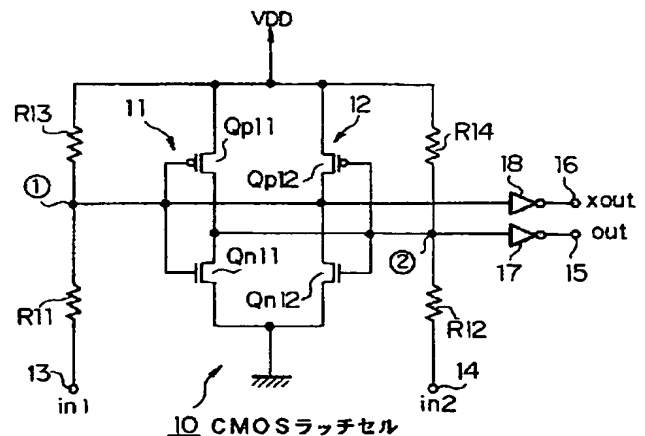 VDD
R13
11
Qp11
12
Qp12
R14
①
18
16
xout
out
②
17
15
Qn11
Qn12
R11
R12
13
in1
14
in2
10 CMOSラッチセル